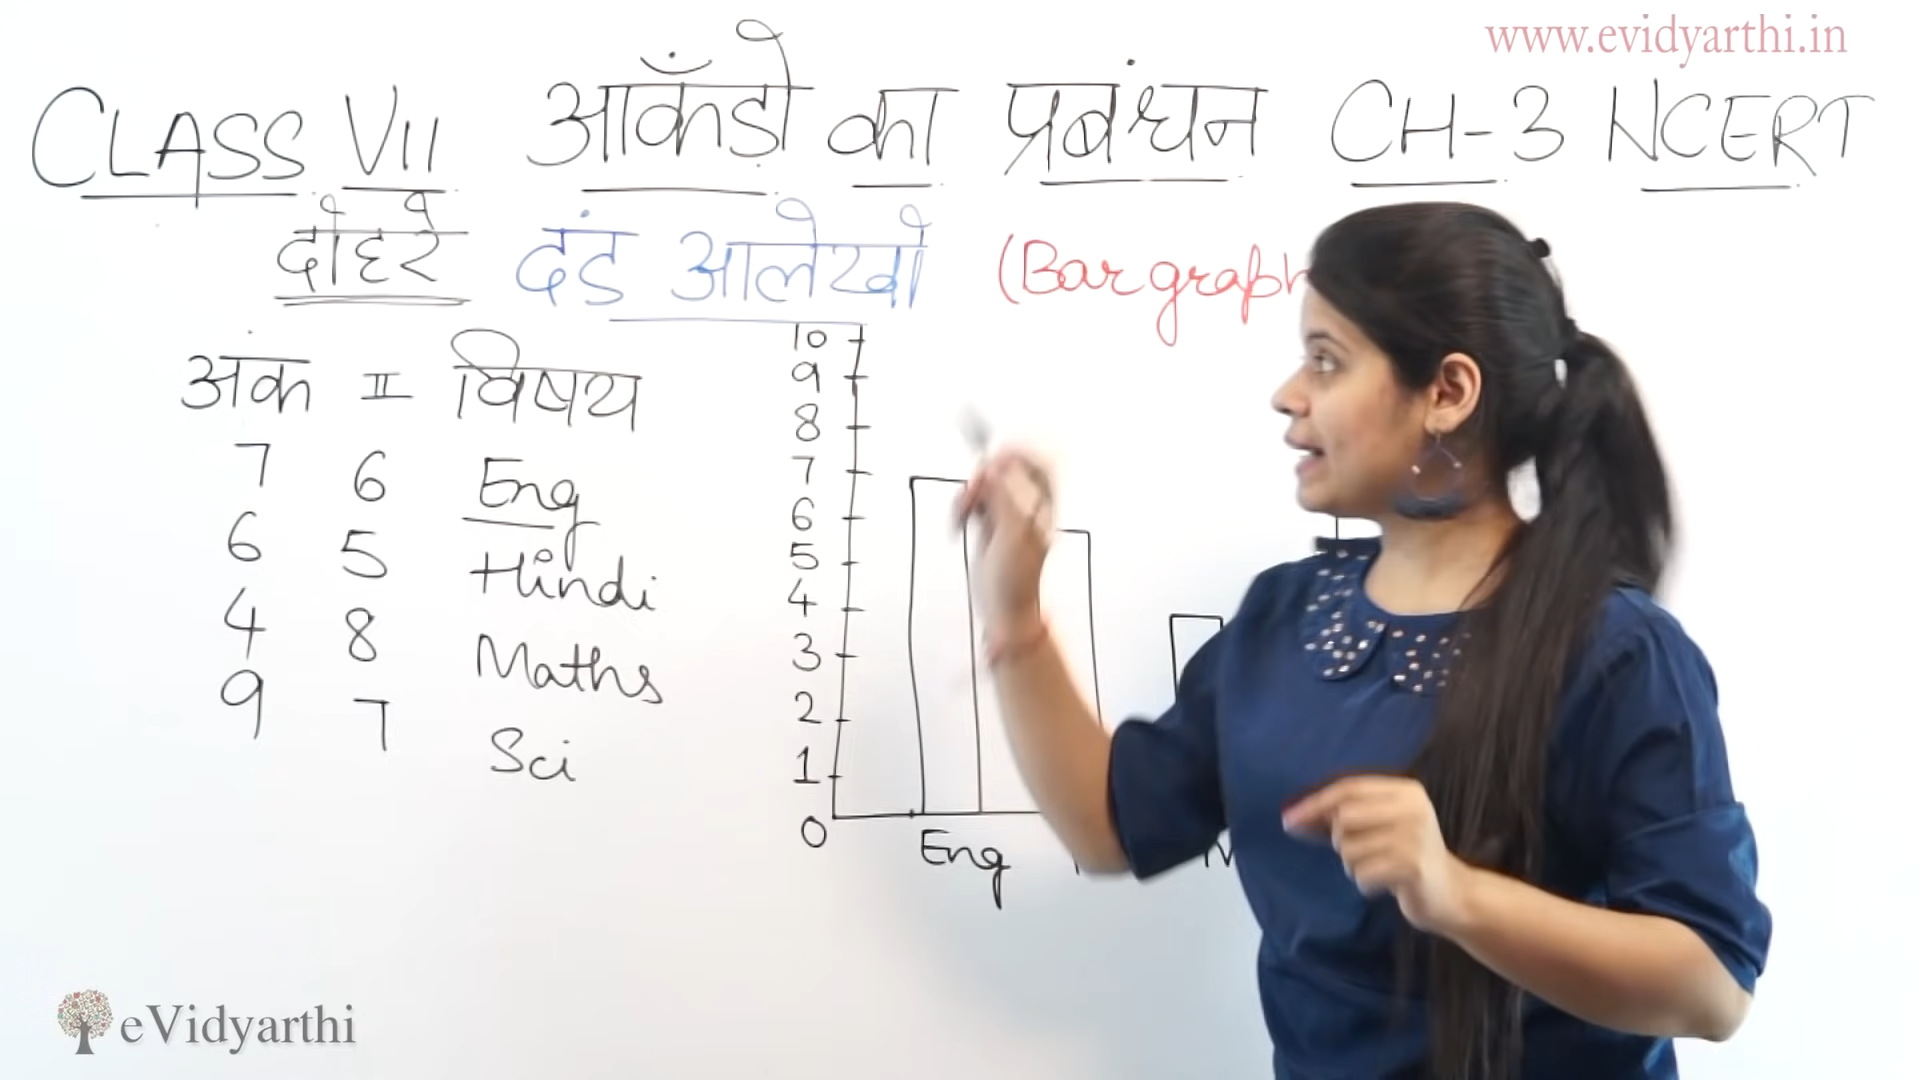 www.evidyarthi.in
CLASS VII आकँड़ो का प्रबंधन CH-3 NCERT
दोहरे दंड आलेखो (Bar graph
अंक II विषय
7 6 Eng
6 5 Hindi
4 8 Maths
9 7 Sci
10
9
8
7
6
5
4
3
2
1
0
Eng
eVidyarthi